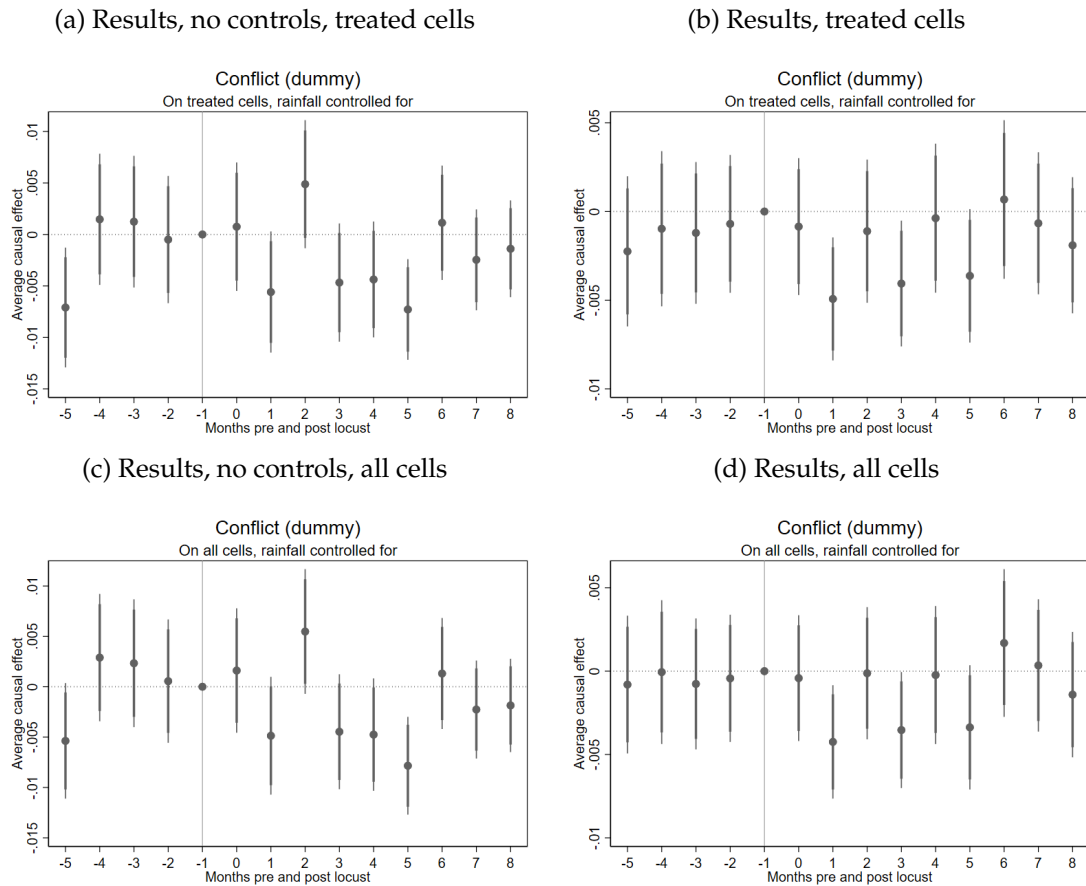 (a) Results, no controls, treated cells
Conflict (dummy)
On treated cells, rainfall controlled for
Average causal effect
.01
.005
0
-.005
-.01
-.015
-5 -4 -3 -2 -1 0 1 2 3 4 5 6 7 8
Months pre and post locust
(b) Results, treated cells
Conflict (dummy)
On treated cells, rainfall controlled for
Average causal effect
.005
0
-.005
-.01
-5 -4 -3 -2 -1 0 1 2 3 4 5 6 7 8
Months pre and post locust
(c) Results, no controls, all cells
Conflict (dummy)
On all cells, rainfall controlled for
Average causal effect
.01
.005
0
-.005
-.01
-.015
-5 -4 -3 -2 -1 0 1 2 3 4 5 6 7 8
Months pre and post locust
(d) Results, all cells
Conflict (dummy)
On all cells, rainfall controlled for
Average causal effect
.005
0
-.005
-.01
-5 -4 -3 -2 -1 0 1 2 3 4 5 6 7 8
Months pre and post locust